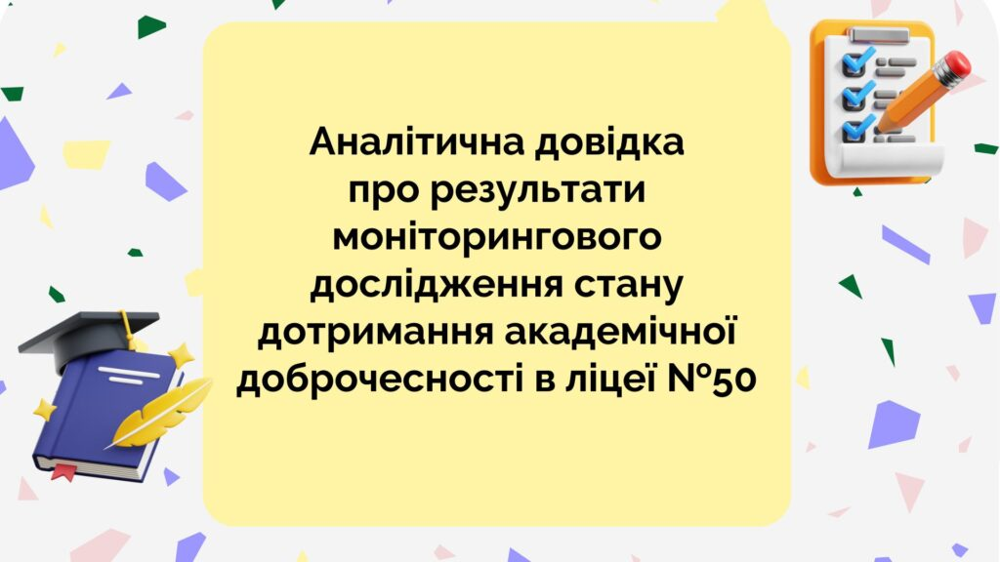 Аналітична довідка
про результати
моніторингового
дослідження стану
дотримання академічної
доброчесності в ліцеї №50